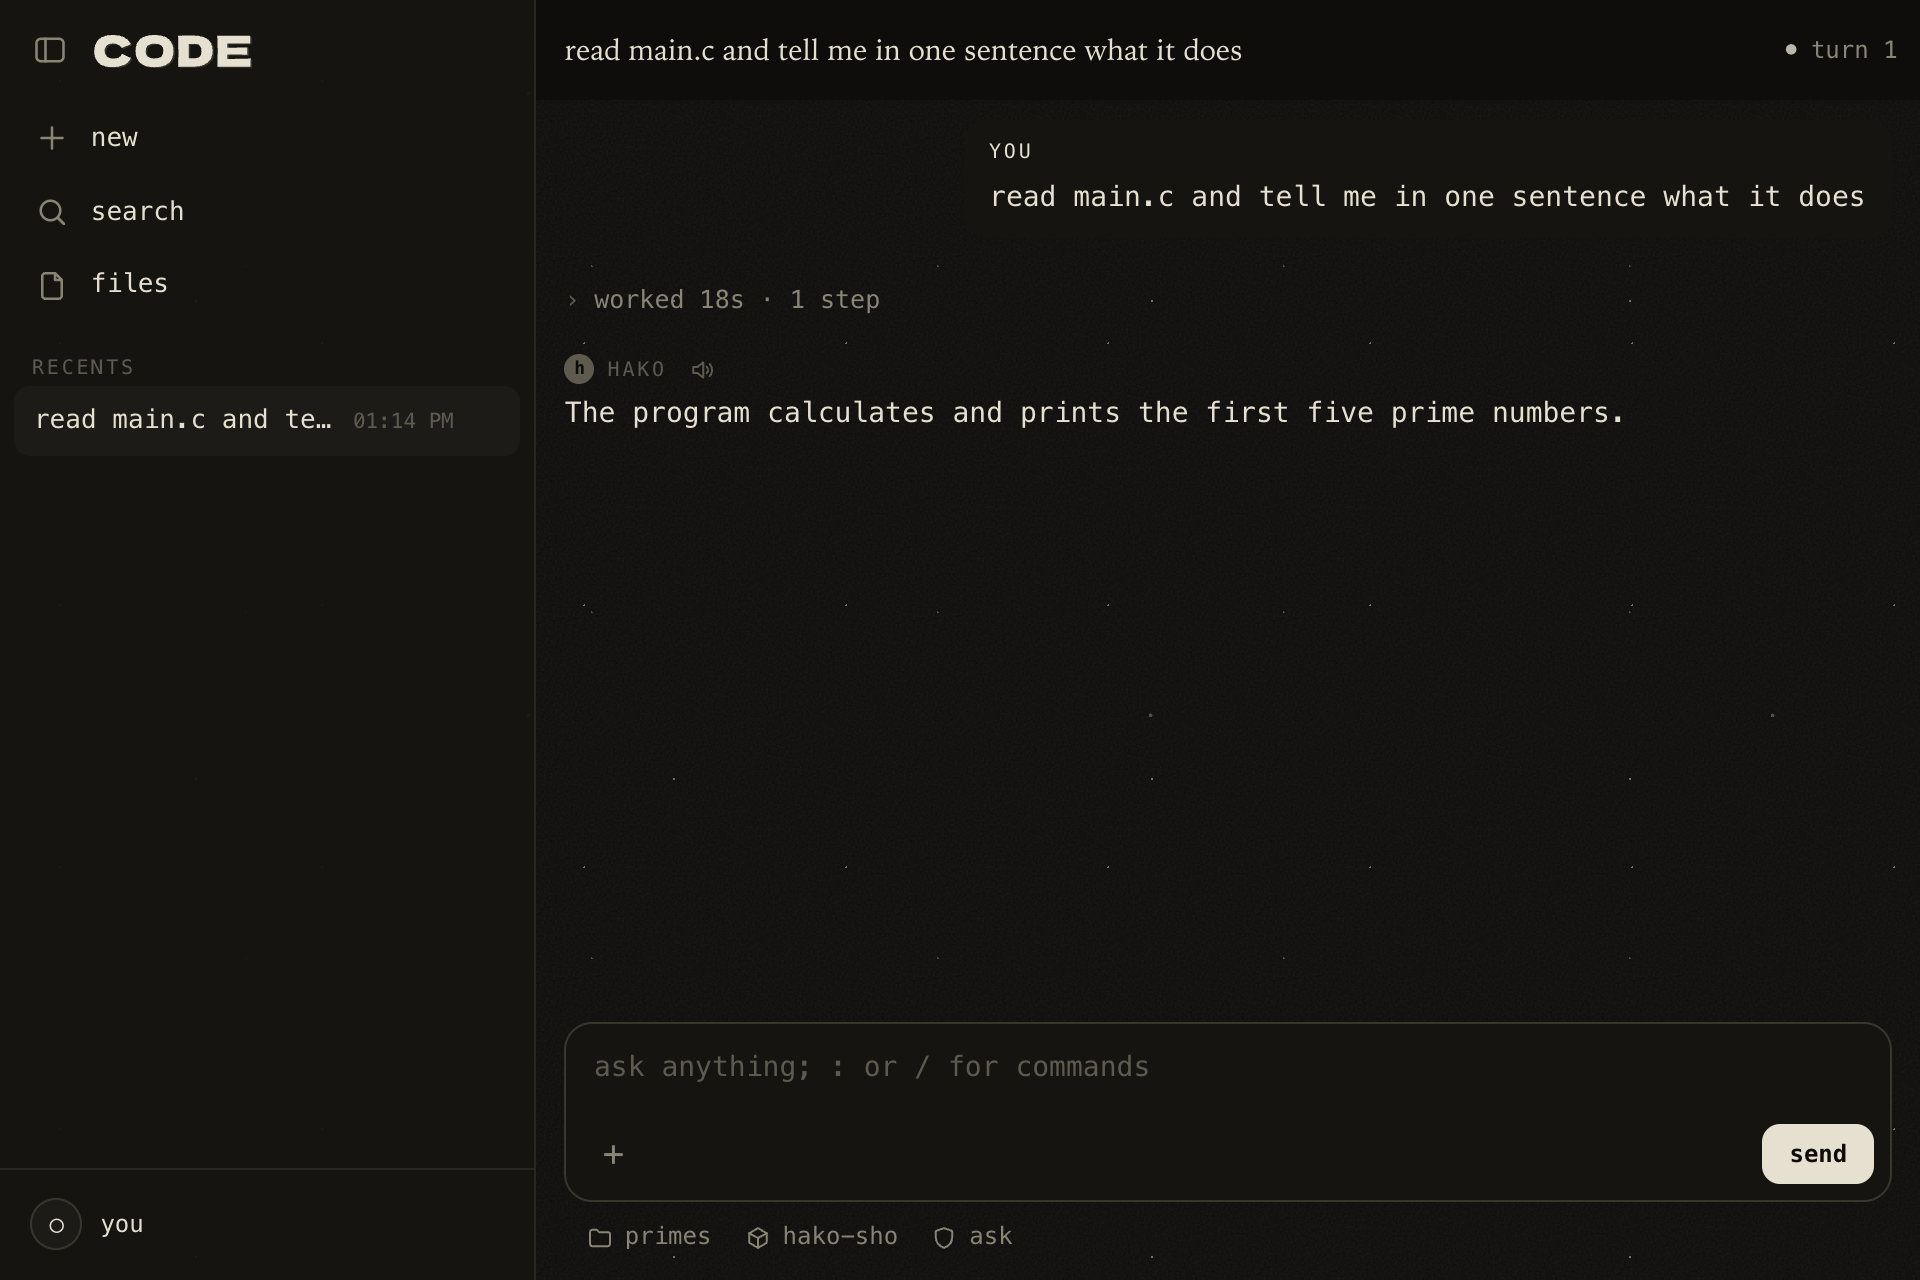 CODE
new
search
files
RECENTS
read main.c and te… 01:14 PM
you
read main.c and tell me in one sentence what it does
turn 1
YOU
read main.c and tell me in one sentence what it does
› worked 18s · 1 step
h HAKO
The program calculates and prints the first five prime numbers.
ask anything; : or / for commands
+
send
primes hako-sho ask